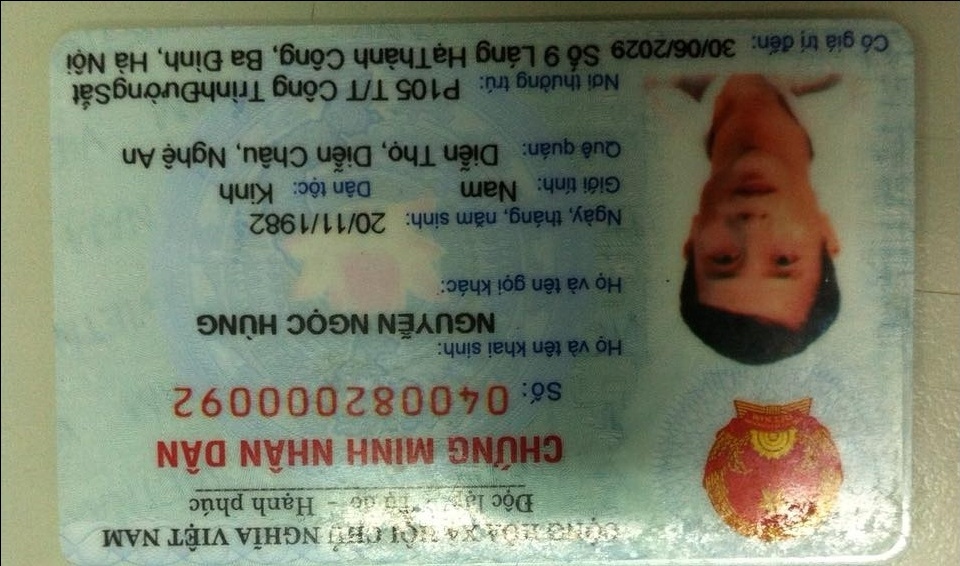 CỘNG HÒA XÃ HỘI CHỦ NGHĨA VIỆT NAM
Độc lập - Tự do - Hạnh phúc
CHỨNG MINH NHÂN DÂN
Số: 040082000092
Họ và tên khai sinh:
NGUYỄN NGỌC HÙNG
Họ và tên gọi khác:
Ngày, tháng, năm sinh: 20/11/1982
Giới tính: Nam Dân tộc: Kinh
Quê quán: Diễn Thọ, Diễn Châu, Nghệ An
Nơi thường trú: P105 T/T Công TrìnhĐườngSắt
Có giá trị đến: 30/06/2029 Số 9 Láng HạThành Công, Ba Đình, Hà Nội